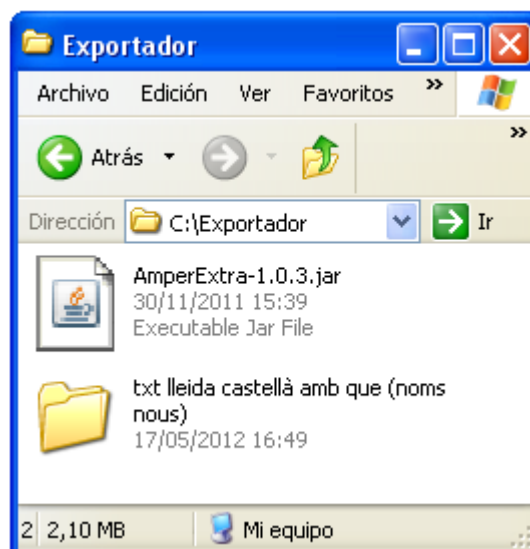 Exportador
Archivo Edición Ver Favoritos »
Atrás »
Dirección C:\Exportador Ir
AmperExtra-1.0.3.jar
30/11/2011 15:39
Executable Jar File
txt lleida castellà amb que (noms
nous)
17/05/2012 16:49
2 2,10 MB Mi equipo